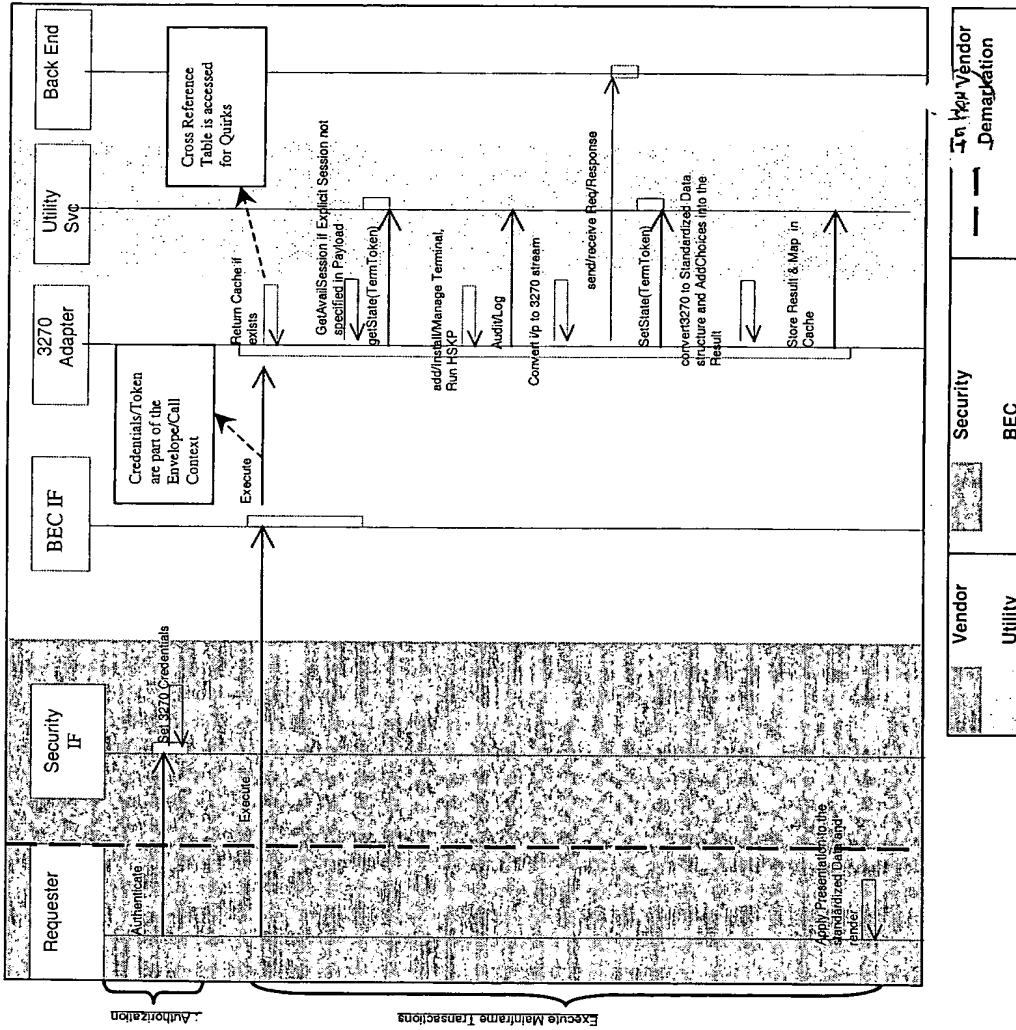 Requester
Security
IF
BEC IF
3270
Adapter
Utility
Svc
Back End
: Authorization
Authenticate
Set 3270 Credentials
Execute Mainframe Transactions
Execute
Execute
Credentials/Token
are part of the
Envelope/Call
Context
Return Cache if
exists
Cross Reference
Table is accessed
for Quirks
GetAvailSession if Explicit Session not
specified in Payload
getState(TermToken)
add/Install/Manage Terminal,
Run HSKP
Audit/Log
Convert i/p to 3270 stream
send/receive Req/Response
SetState(TermToken)
convert3270 to Standardized Data
structure and AddChoices into the
Result
Store Result & Map in
Cache
Apply Presentation to the
standardized Data and
render
Vendor
Security
Vendor
Demarkation
Utility
BEC